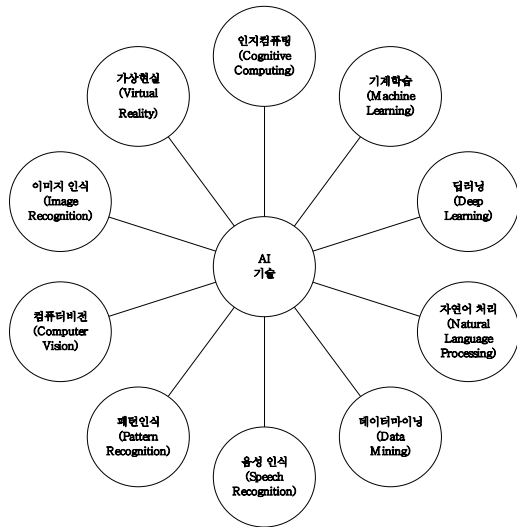 인지컴퓨팅
(Cognitive
Computing)
기계학습
(Machine
Learning)
딥러닝
(Deep
Learning)
자연어 처리
(Natural
Language
Processing)
데이터마이닝
(Data
Mining)
음성 인식
(Speech
Recognition)
패턴인식
(Pattern
Recognition)
컴퓨터비전
(Computer
Vision)
이미지 인식
(Image
Recognition)
가상현실
(Virtual
Reality)
AI
기술